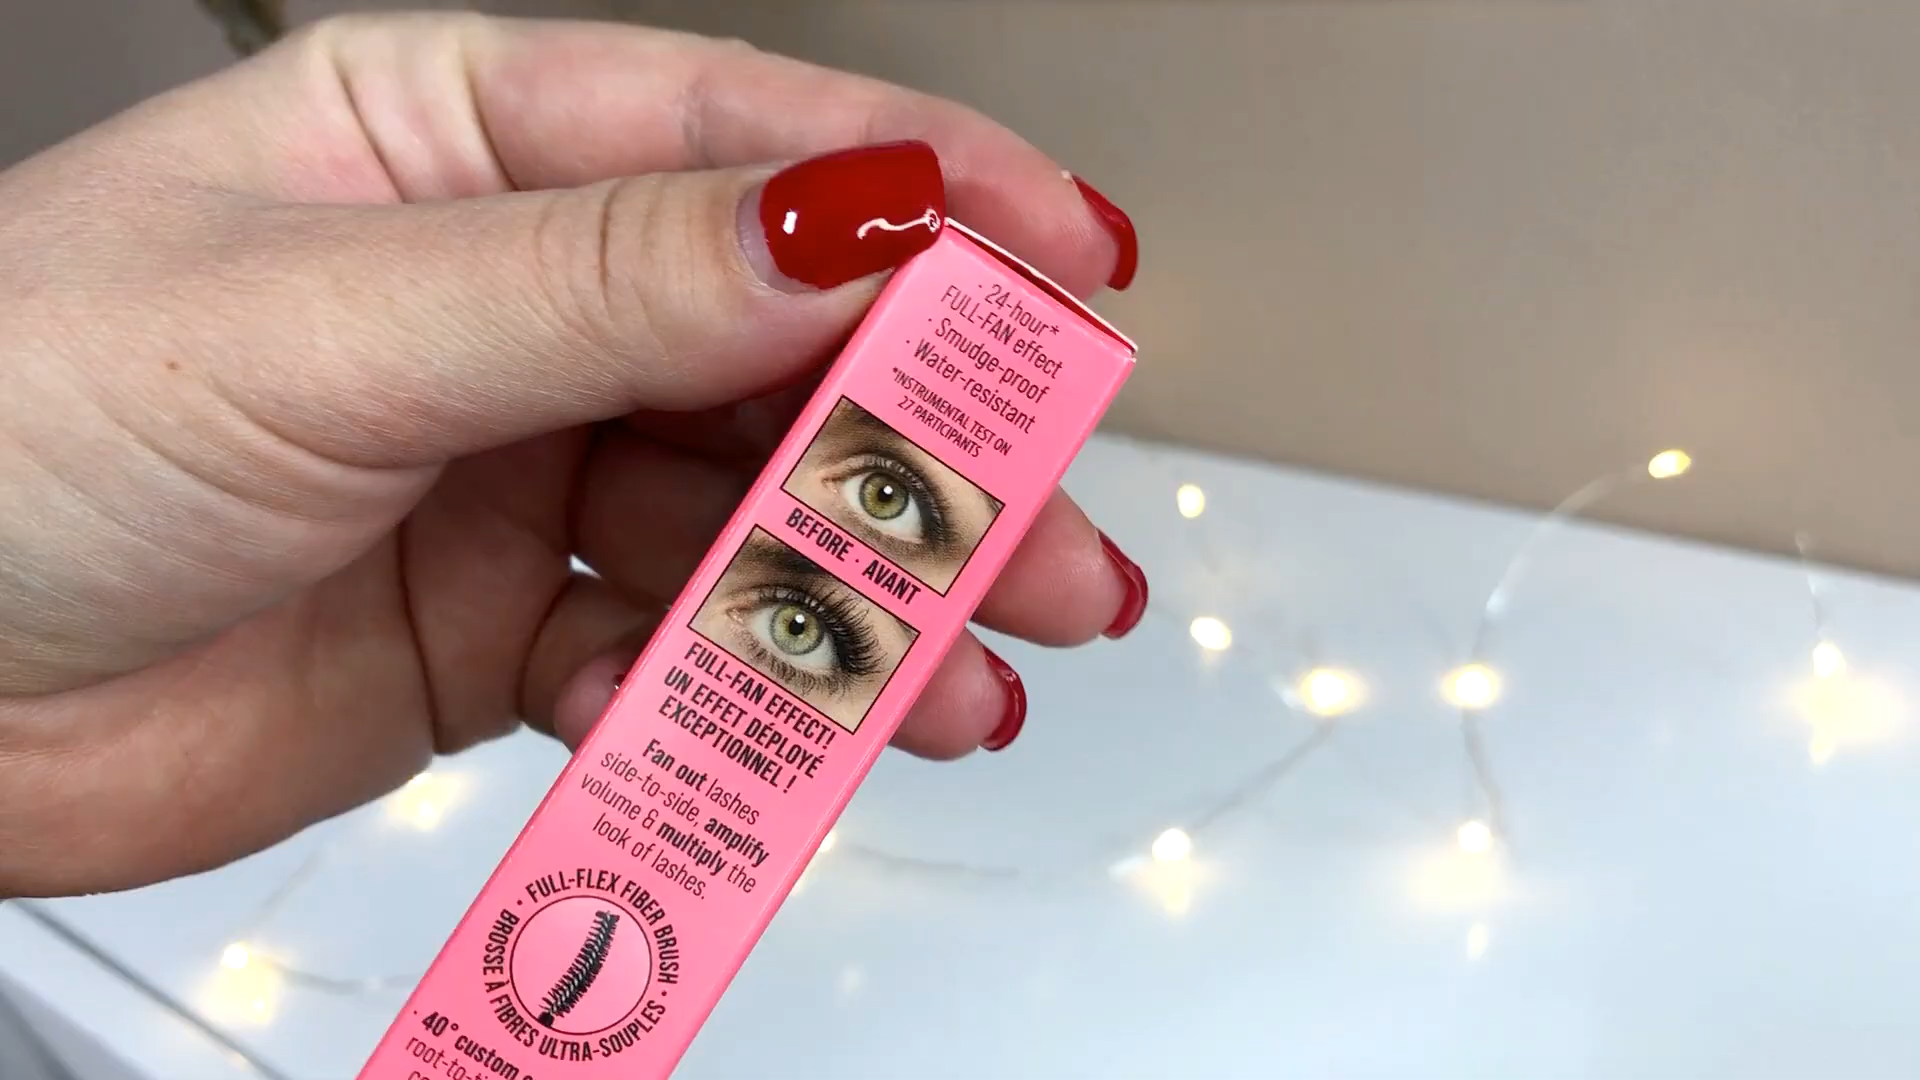 · 24-hour*
FULL-FAN effect
· Smudge-proof
· Water-resistant
*INSTRUMENTAL TEST ON
27 PARTICIPANTS
BEFORE · AVANT
FULL-FAN EFFECT!
UN EFFET DÉPLOYÉ
EXCEPTIONNEL !
Fan out lashes
side-to-side, amplify
volume & multiply the
look of lashes.
· FULL-FLEX FIBER BRUSH ·
BROSSE À FIBRES ULTRA-SOUPLES
· 40° custom